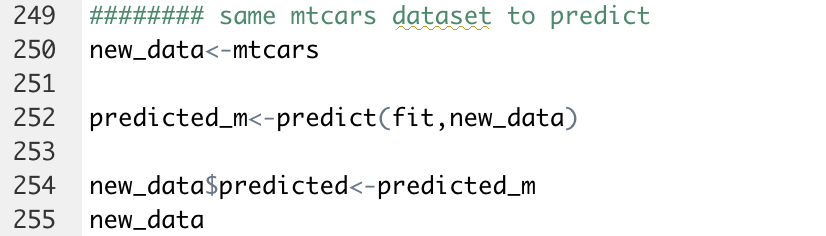 249 ######## same mtcars dataset to predict
250 new_data<-mtcars
251
252 predicted_m<-predict(fit,new_data)
253
254 new_data$predicted<-predicted_m
255 new_data